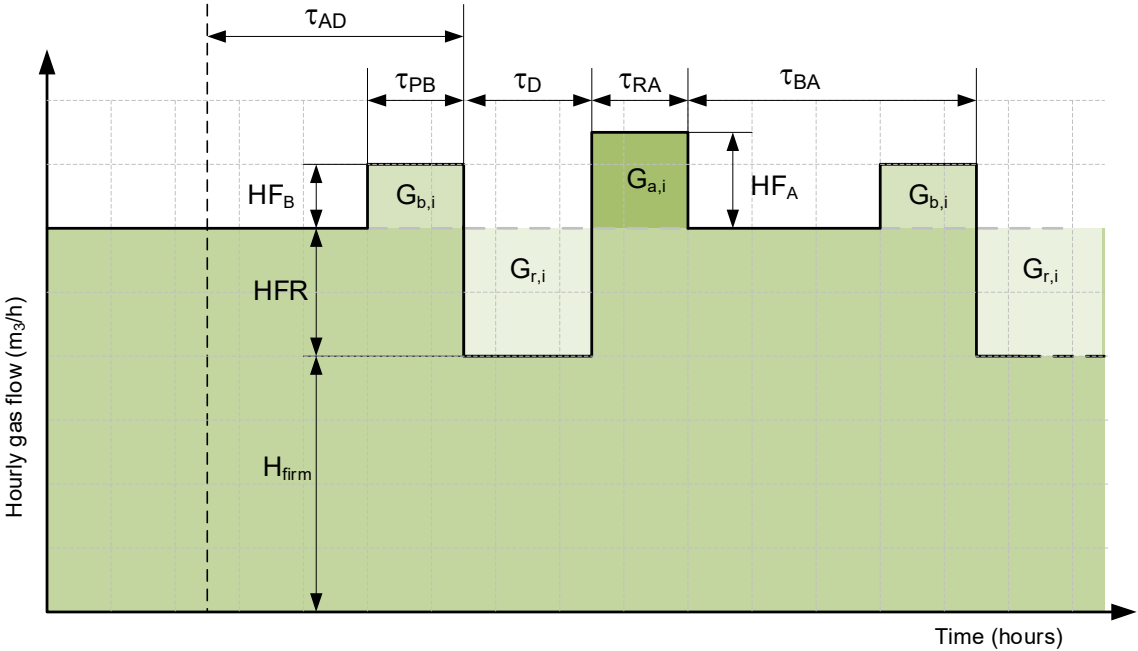 τAD
τPB
τD
τRA
τBA
HFB
Gb,i
Ga,i
HFA
Gb,i
HFR
Gr,i
Gr,i
Hfirm
Hourly gas flow (m3/h)
Time (hours)